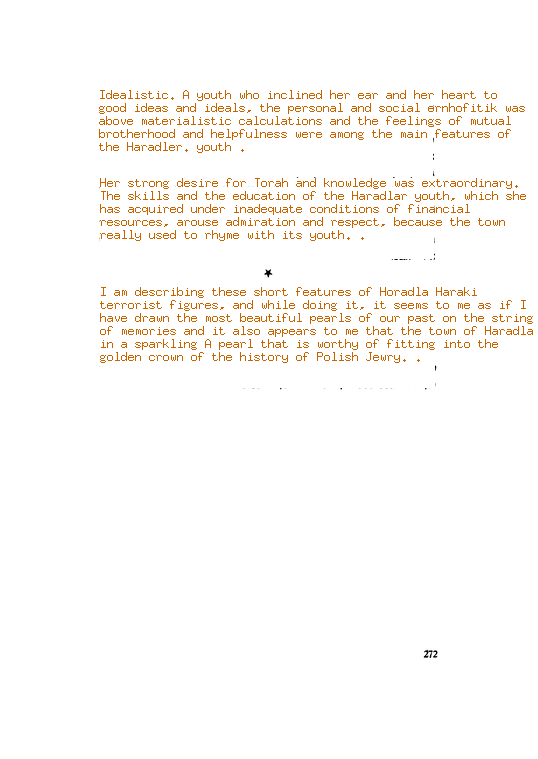 Idealistic. A youth who inclined her ear and her heart to
good ideas and ideals, the personal and social ernhofitik was
above materialistic calculations and the feelings of mutual
brotherhood and helpfulness were among the main features of
the Haradler. youth .
Her strong desire for Torah and knowledge was extraordinary.
The skills and the education of the Haradlar youth, which she
has acquired under inadequate conditions of financial
resources, arouse admiration and respect, because the town
really used to rhyme with its youth. .
★
I am describing these short features of Horadla Haraki
terrorist figures, and while doing it, it seems to me as if I
have drawn the most beautiful pearls of our past on the string
of memories and it also appears to me that the town of Haradla
in a sparkling A pearl that is worthy of fitting into the
golden crown of the history of Polish Jewry. .
272